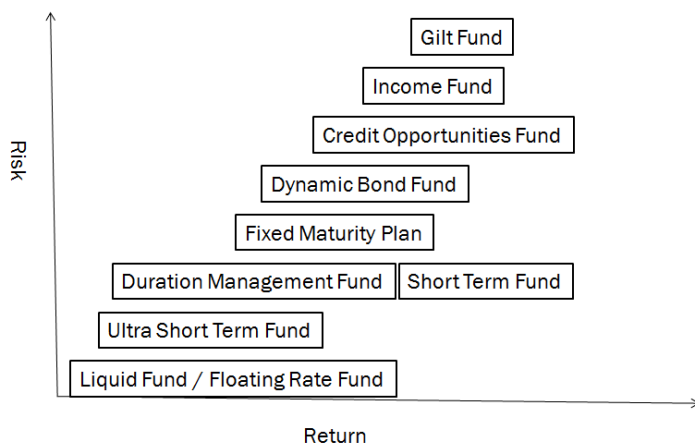 Gilt Fund
Income Fund
Credit Opportunities Fund
Risk
Dynamic Bond Fund
Fixed Maturity Plan
Duration Management Fund
Short Term Fund
Ultra Short Term Fund
Liquid Fund / Floating Rate Fund
Return